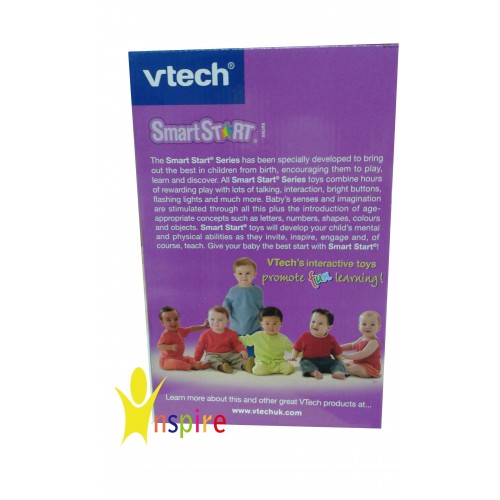 vtech®
SmartSTART®
SERIES
The Smart Start® Series has been specially developed to bring
out the best in children from birth, encouraging them to play,
learn and discover. All Smart Start® Series toys combine hours
of rewarding play with lots of talking, interaction, bright buttons,
flashing lights and much more. Baby's senses and imagination
are stimulated through all this plus the introduction of age-
appropriate concepts such as letters, numbers, shapes, colours
and objects. Smart Start® toys will develop your child's mental
and physical abilities as they invite, inspire, engage and, of
course, teach. Give your baby the best start with Smart Start®!
VTech's interactive toys
promote fun learning!
Learn more about this and other great VTech products at...
www.vtechuk.com
nspire